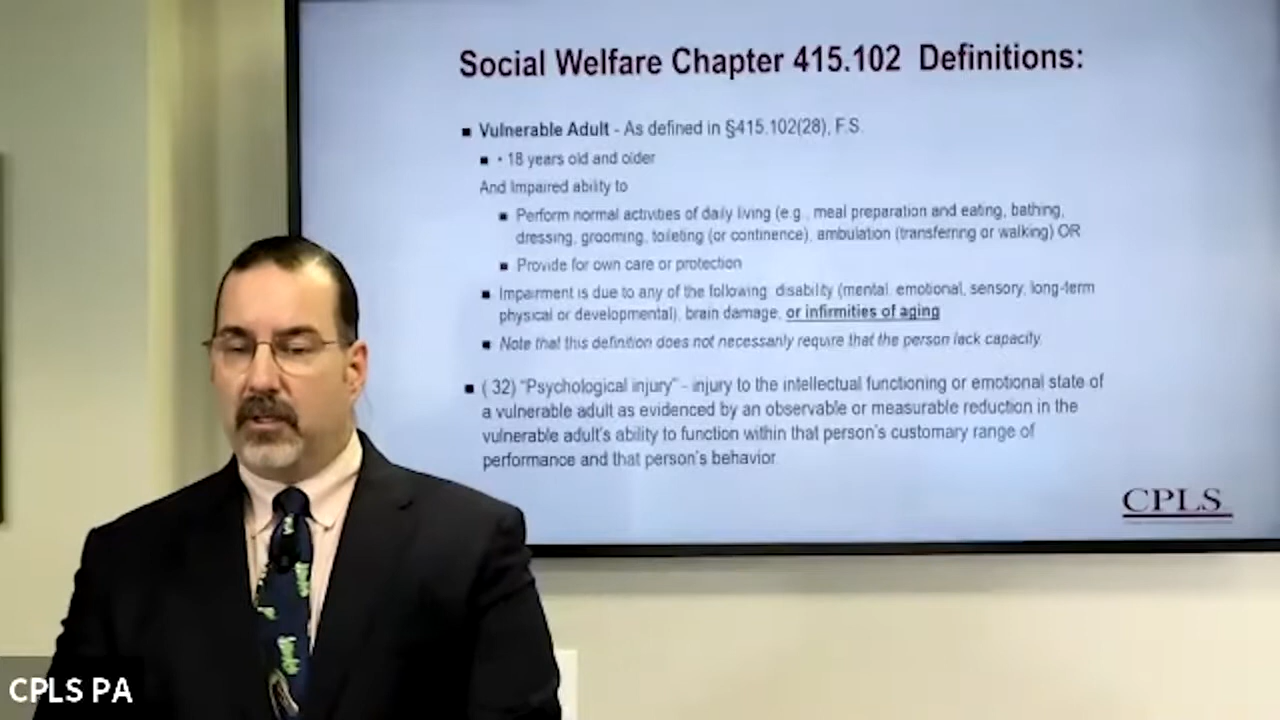 Social Welfare Chapter 415.102 Definitions:
▪ Vulnerable Adult - As defined in §415.102(28), F.S.
▪ • 18 years old and older
And Impaired ability to
▪ Perform normal activities of daily living (e.g., meal preparation and eating, bathing,
dressing, grooming, toileting (or continence), ambulation (transferring or walking) OR
▪ Provide for own care or protection
▪ Impairment is due to any of the following: disability (mental, emotional, sensory, long-term
physical or developmental), brain damage, or infirmities of aging
▪ Note that this definition does not necessarily require that the person lack capacity.
▪ ( 32) “Psychological injury” - injury to the intellectual functioning or emotional state of
a vulnerable adult as evidenced by an observable or measurable reduction in the
vulnerable adult’s ability to function within that person’s customary range of
performance and that person’s behavior.
CPLS
CPLS PA